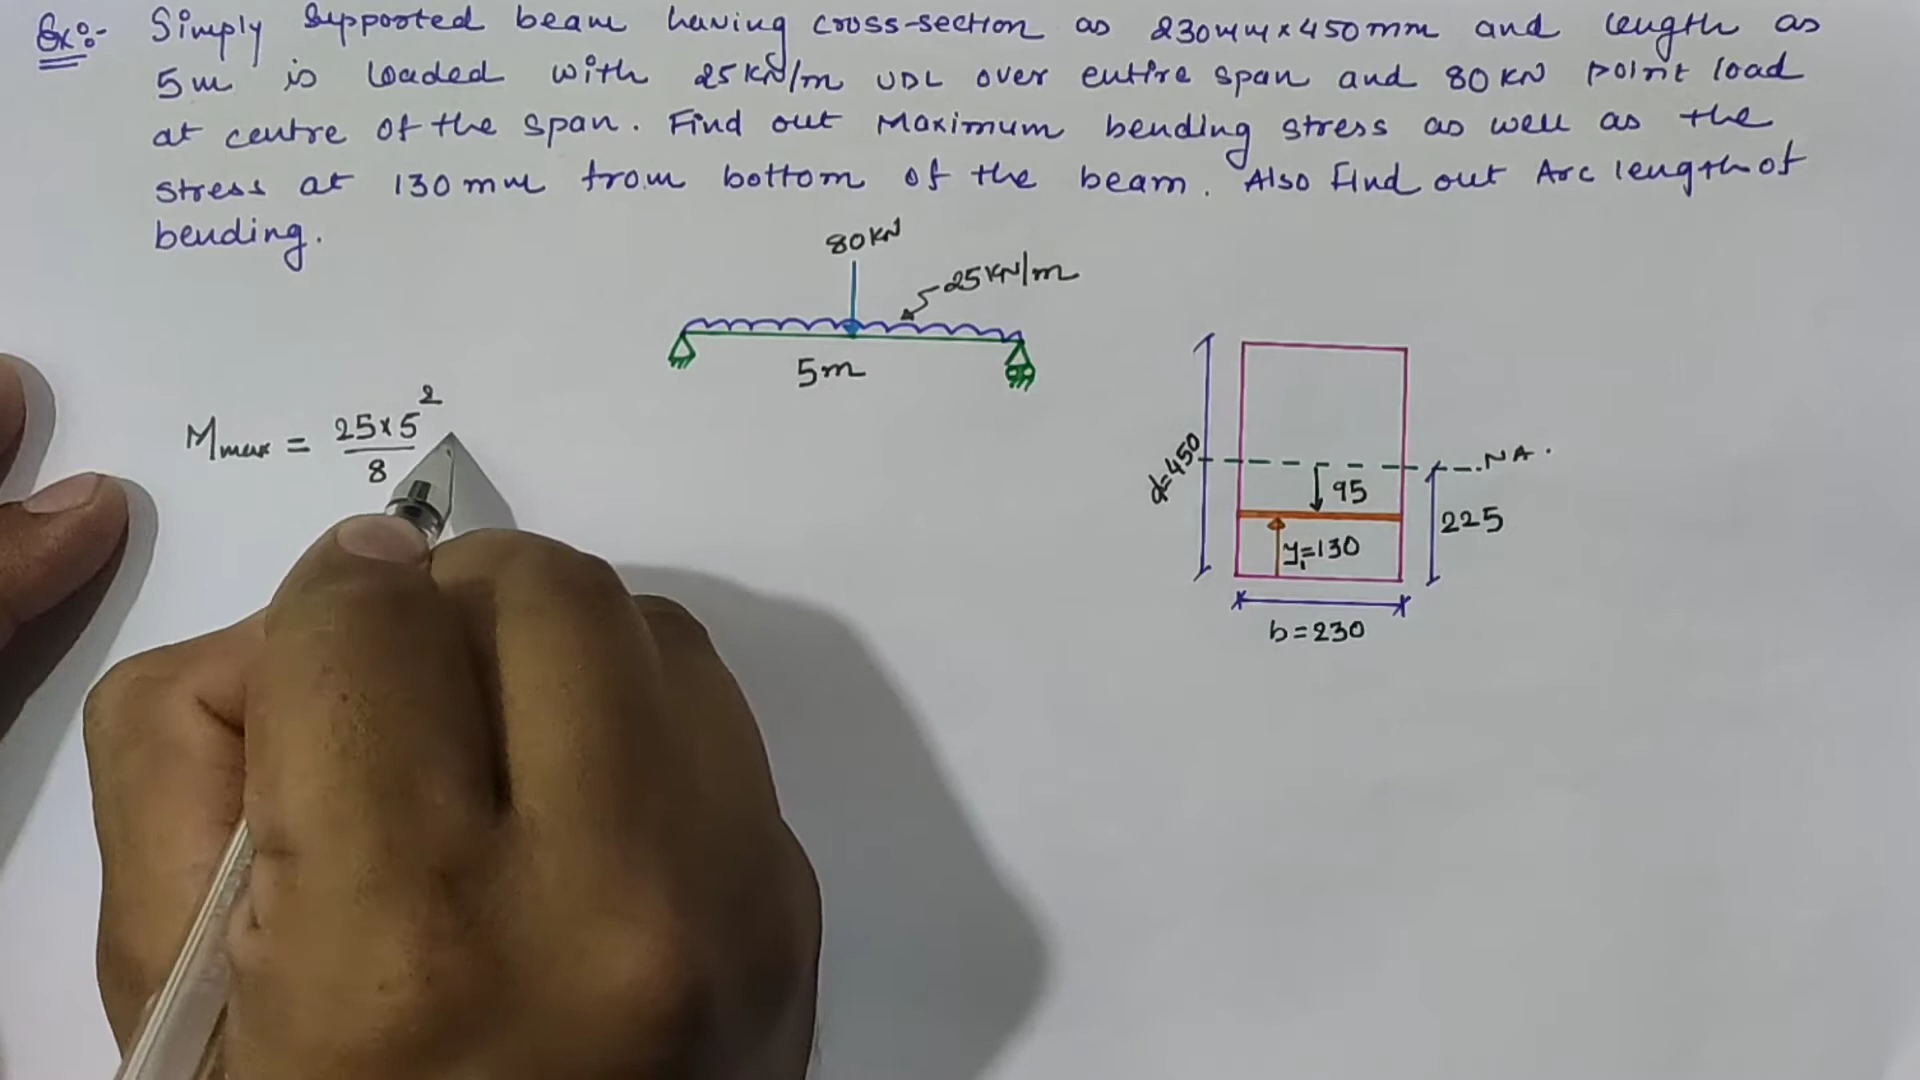 Ex:- Simply Supported beam having cross-section as 230mm x 450mm and length as
5m is loaded with 25KN/m UDL over entire span and 80KN point load
at centre of the span. Find out Maximum bending stress as well as the
stress at 130mm from bottom of the beam. Also Find out Arc length of
bending.
80KN
25KN/m
5m
Mmax = 25x5²/8
d=450
N A.
95
225
y₁=130
b=230